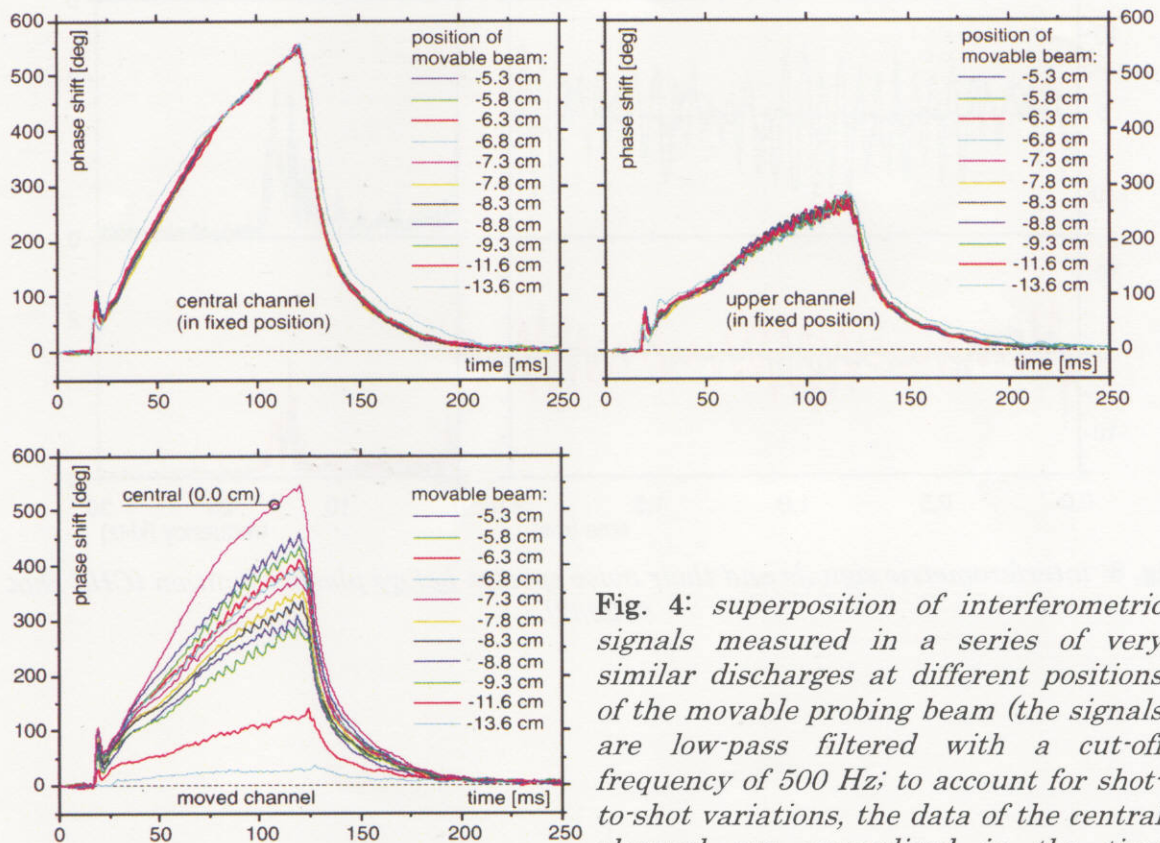 600
500
400
300
200
100
0
phase shift [deg]
position of
movable beam:
-5.3 cm
-5.8 cm
-6.3 cm
-6.8 cm
-7.3 cm
-7.8 cm
-8.3 cm
-8.8 cm
-9.3 cm
-11.6 cm
-13.6 cm
central channel
(in fixed position)
time [ms]
0 50 100 150 200 250
phase shift [deg]
position of
movable beam:
-5.3 cm
-5.8 cm
-6.3 cm
-6.8 cm
-7.3 cm
-7.8 cm
-8.3 cm
-8.8 cm
-9.3 cm
-11.6 cm
-13.6 cm
upper channel
(in fixed position)
time [ms]
600
500
400
300
200
100
0
0 50 100 150 200 250
600
500
400
300
200
100
0
phase shift [deg]
central (0.0 cm)
movable beam:
-5.3 cm
-5.8 cm
-6.3 cm
-6.8 cm
-7.3 cm
-7.8 cm
-8.3 cm
-8.8 cm
-9.3 cm
-11.6 cm
-13.6 cm
moved channel
time [ms]
0 50 100 150 200 250
Fig. 4: superposition of interferometric
signals measured in a series of very
similar discharges at different positions
of the movable probing beam (the signals
are low-pass filtered with a cut-off
frequency of 500 Hz; to account for shot-
to-shot variations, the data of the central